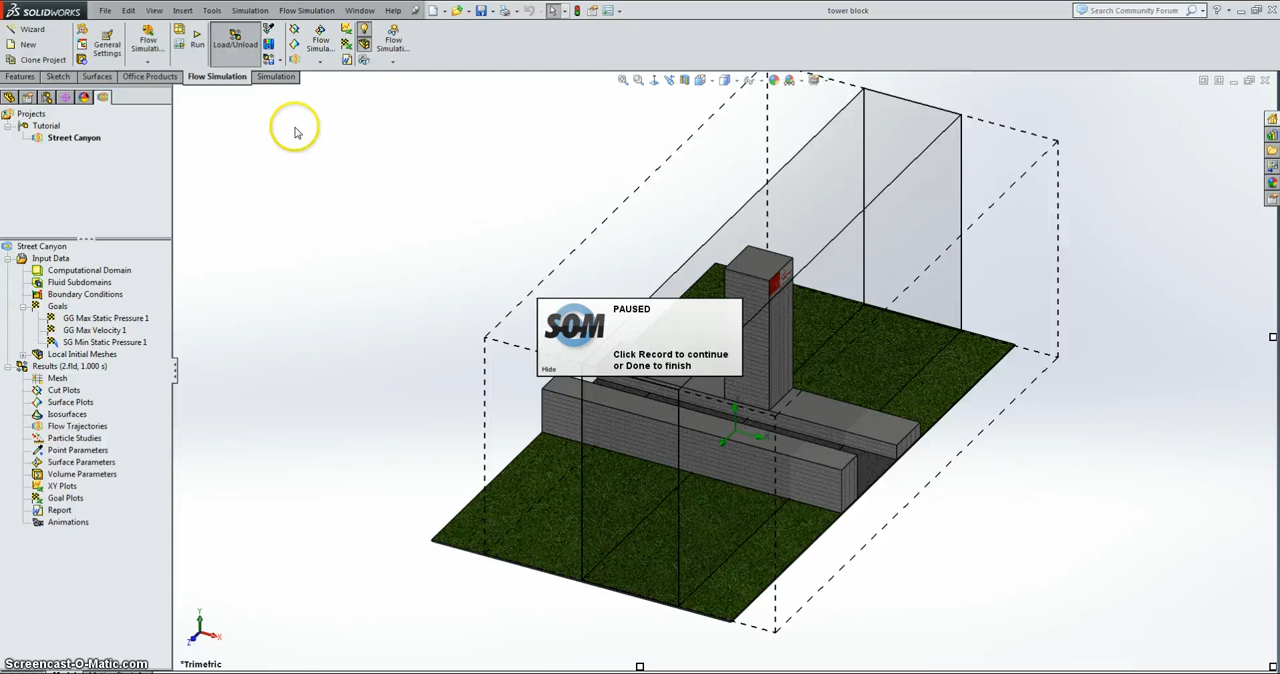 SOLIDWORKS File Edit View Insert Tools Simulation Flow Simulation Window Help tower block Search Community Forum
Wizard
New
Clone Project
General Settings
Flow Simulati...
Run
Load/Unload
Flow Simula...
Flow Simulati...
Features Sketch Surfaces Office Products Flow Simulation Simulation
Projects
Tutorial
Street Canyon
Street Canyon
Input Data
Computational Domain
Fluid Subdomains
Boundary Conditions
Goals
GG Max Static Pressure 1
GG Max Velocity 1
SG Min Static Pressure 1
Local Initial Meshes
Results (2.fld, 1.000 s)
Mesh
Cut Plots
Surface Plots
Isosurfaces
Flow Trajectories
Particle Studies
Point Parameters
Surface Parameters
Volume Parameters
XY Plots
Goal Plots
Report
Animations
SOM
PAUSED
Click Record to continue
or Done to finish
Hide
Y
X
Z
*Trimetric
Screencast-O-Matic.com